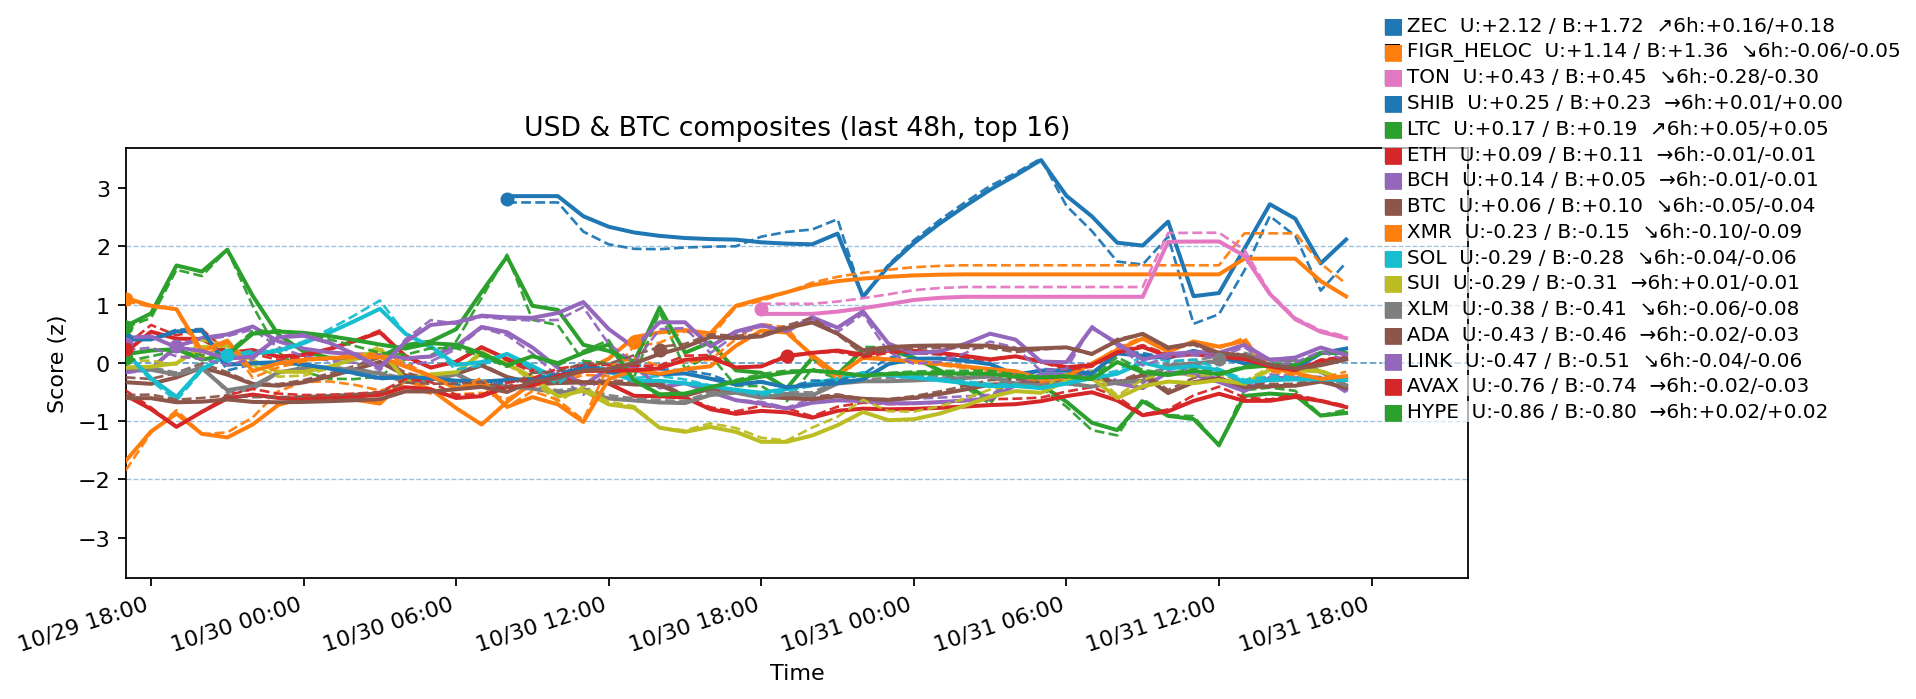 ZEC  U:+2.12 / B:+1.72  ↗6h:+0.16/+0.18
FIGR_HELOC  U:+1.14 / B:+1.36  ↘6h:-0.06/-0.05
TON  U:+0.43 / B:+0.45  ↘6h:-0.28/-0.30
SHIB  U:+0.25 / B:+0.23  →6h:+0.01/+0.00
LTC  U:+0.17 / B:+0.19  ↗6h:+0.05/+0.05
ETH  U:+0.09 / B:+0.11  →6h:-0.01/-0.01
BCH  U:+0.14 / B:+0.05  →6h:-0.01/-0.01
BTC  U:+0.06 / B:+0.10  ↘6h:-0.05/-0.04
XMR  U:-0.23 / B:-0.15  ↘6h:-0.10/-0.09
SOL  U:-0.29 / B:-0.28  ↘6h:-0.04/-0.06
SUI  U:-0.29 / B:-0.31  →6h:+0.01/-0.01
XLM  U:-0.38 / B:-0.41  ↘6h:-0.06/-0.08
ADA  U:-0.43 / B:-0.46  →6h:-0.02/-0.03
LINK  U:-0.47 / B:-0.51  ↘6h:-0.04/-0.06
AVAX  U:-0.76 / B:-0.74  →6h:-0.02/-0.03
HYPE  U:-0.86 / B:-0.80  →6h:+0.02/+0.02
USD & BTC composites (last 48h, top 16)
Score (z)
3
2
1
0
−1
−2
−3
10/29 18:00
10/30 00:00
10/30 06:00
10/30 12:00
10/30 18:00
10/31 00:00
10/31 06:00
10/31 12:00
10/31 18:00
Time